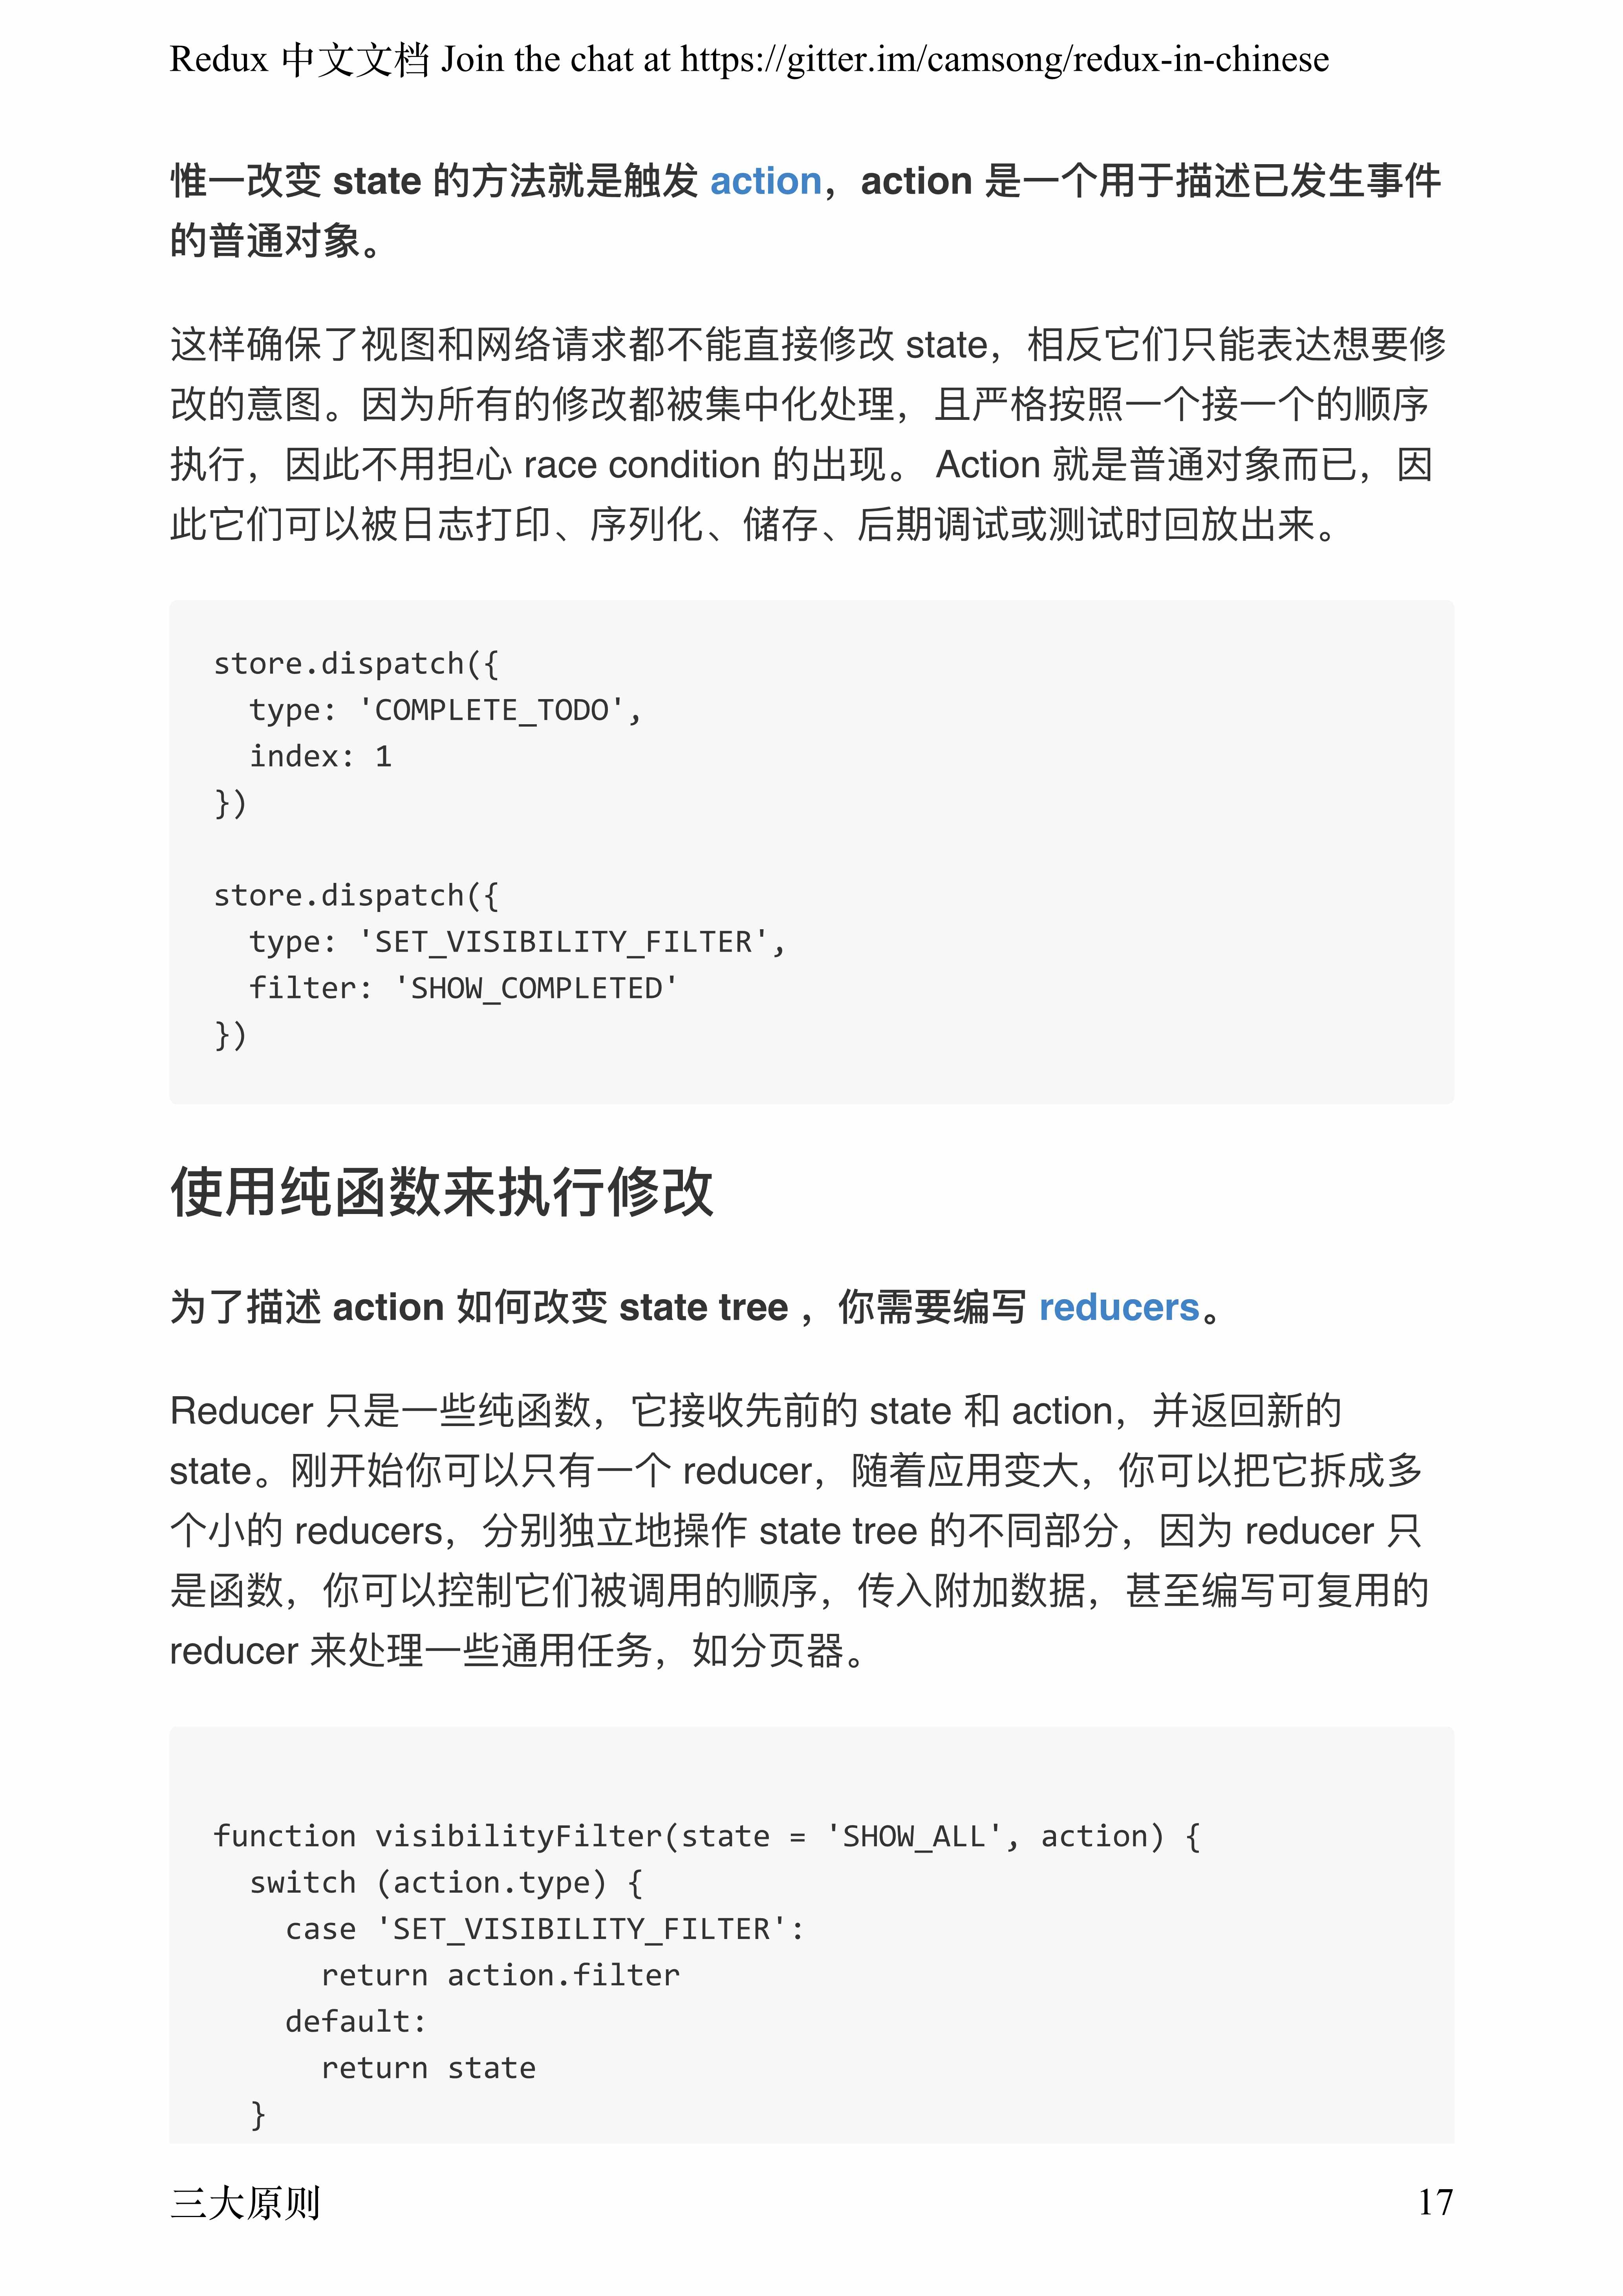 Redux 中文文档 Join the chat at https://gitter.im/camsong/redux-in-chinese
惟一改变 state 的方法就是触发 action，action 是一个用于描述已发生事件
的普通对象。
这样确保了视图和网络请求都不能直接修改 state，相反它们只能表达想要修
改的意图。因为所有的修改都被集中化处理，且严格按照一个接一个的顺序
执行，因此不用担心 race condition 的出现。 Action 就是普通对象而已，因
此它们可以被日志打印、序列化、储存、后期调试或测试时回放出来。
store.dispatch({
  type: 'COMPLETE_TODO',
  index: 1
})
store.dispatch({
  type: 'SET_VISIBILITY_FILTER',
  filter: 'SHOW_COMPLETED'
})
使用纯函数来执行修改
为了描述 action 如何改变 state tree ，你需要编写 reducers。
Reducer 只是一些纯函数，它接收先前的 state 和 action，并返回新的
state。刚开始你可以只有一个 reducer，随着应用变大，你可以把它拆成多
个小的 reducers，分别独立地操作 state tree 的不同部分，因为 reducer 只
是函数，你可以控制它们被调用的顺序，传入附加数据，甚至编写可复用的
reducer 来处理一些通用任务，如分页器。
function visibilityFilter(state = 'SHOW_ALL', action) {
  switch (action.type) {
    case 'SET_VISIBILITY_FILTER':
      return action.filter
    default:
      return state
  }
三大原则 17